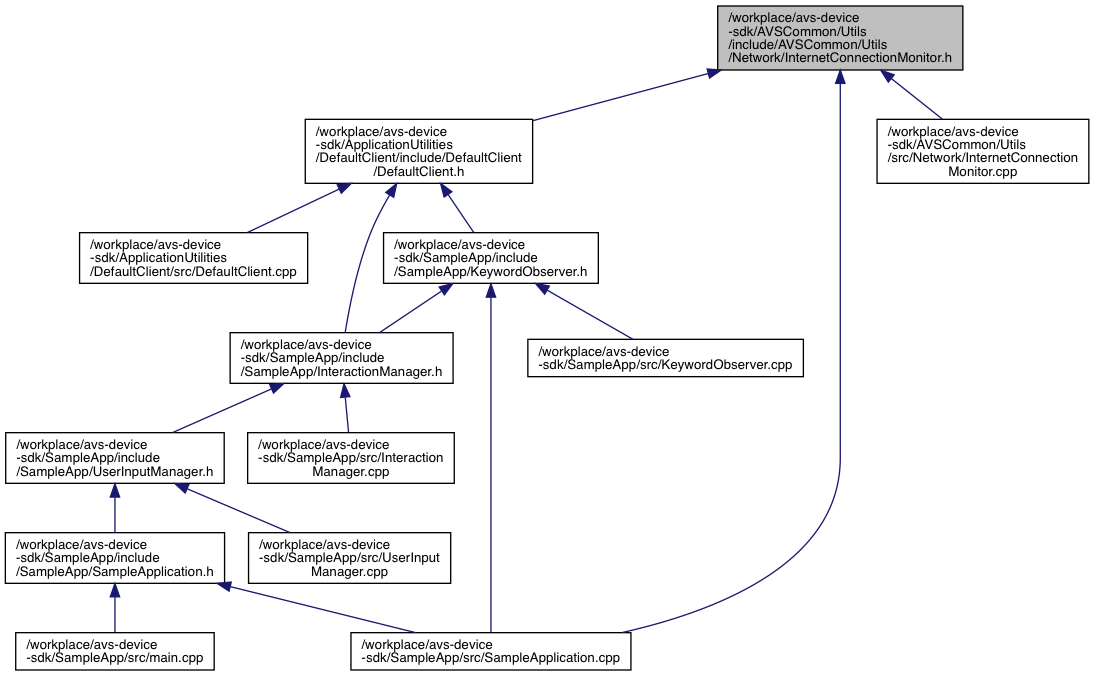 /workplace/avs-device
-sdk/AVSCommon/Utils
/include/AVSCommon/Utils
/Network/InternetConnectionMonitor.h
/workplace/avs-device
-sdk/ApplicationUtilities
/DefaultClient/include/DefaultClient
/DefaultClient.h
/workplace/avs-device
-sdk/AVSCommon/Utils
/src/Network/InternetConnection
Monitor.cpp
/workplace/avs-device
-sdk/ApplicationUtilities
/DefaultClient/src/DefaultClient.cpp
/workplace/avs-device
-sdk/SampleApp/include
/SampleApp/KeywordObserver.h
/workplace/avs-device
-sdk/SampleApp/include
/SampleApp/InteractionManager.h
/workplace/avs-device
-sdk/SampleApp/src/KeywordObserver.cpp
/workplace/avs-device
-sdk/SampleApp/include
/SampleApp/UserInputManager.h
/workplace/avs-device
-sdk/SampleApp/src/Interaction
Manager.cpp
/workplace/avs-device
-sdk/SampleApp/include
/SampleApp/SampleApplication.h
/workplace/avs-device
-sdk/SampleApp/src/UserInput
Manager.cpp
/workplace/avs-device
-sdk/SampleApp/src/main.cpp
/workplace/avs-device
-sdk/SampleApp/src/SampleApplication.cpp